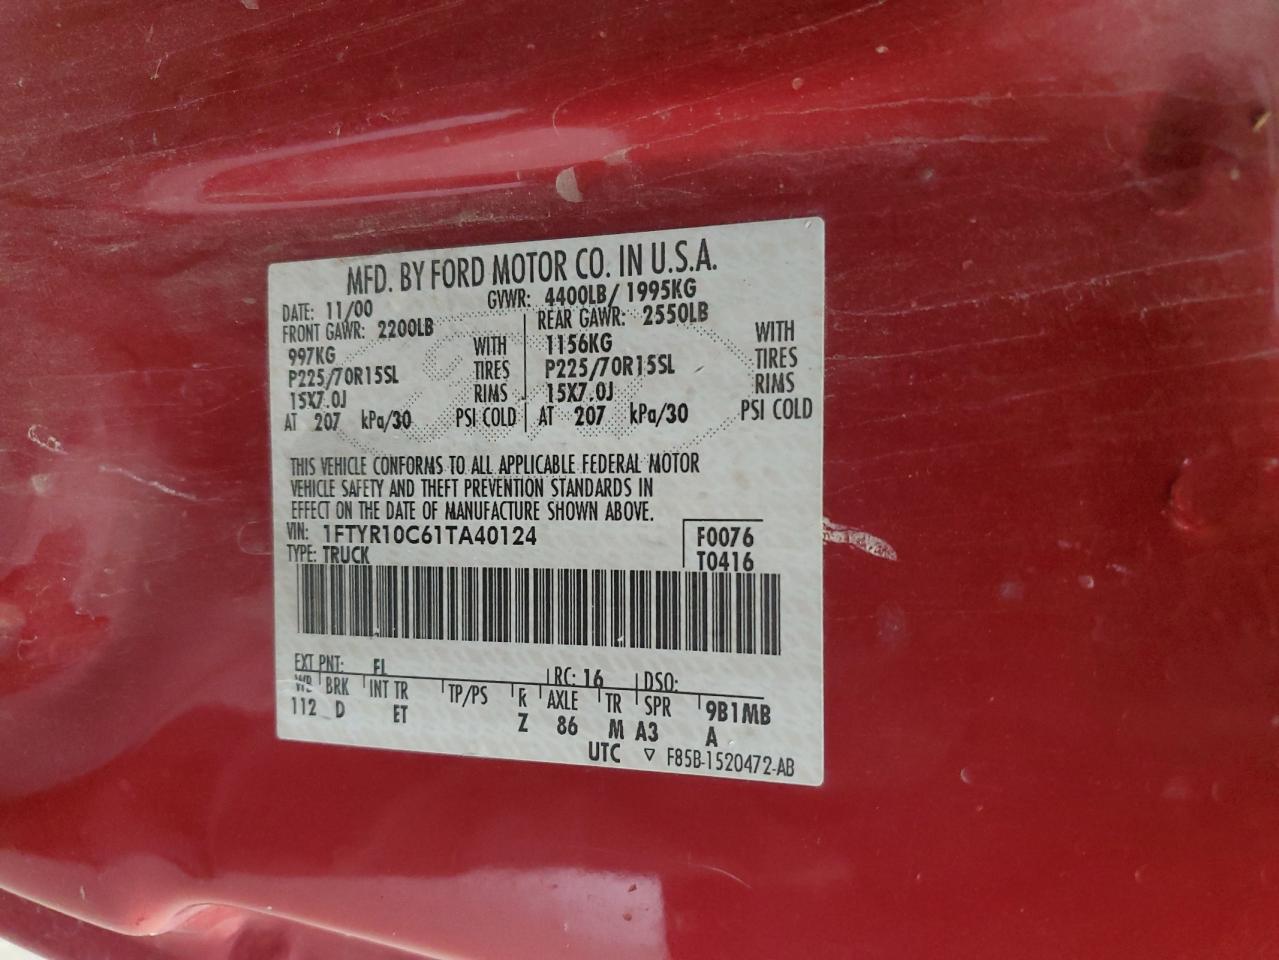 MFD. BY FORD MOTOR CO. IN U.S.A.
DATE: 11/00 GVWR: 4400LB/ 1995KG
FRONT GAWR: 2200LB REAR GAWR: 2550LB
997KG WITH 1156KG WITH
P225/70R15SL TIRES P225/70R15SL TIRES
15X7.0J RIMS 15X7.0J RIMS
AT 207 kPa/30 PSI COLD AT 207 kPa/30 PSI COLD
THIS VEHICLE CONFORMS TO ALL APPLICABLE FEDERAL MOTOR
VEHICLE SAFETY AND THEFT PREVENTION STANDARDS IN
EFFECT ON THE DATE OF MANUFACTURE SHOWN ABOVE.
VIN: 1FTYR10C61TA40124 F0076
TYPE: TRUCK T0416
EXT PNT: FL RC: 16 DSO:
WB BRK INT TR TP/PS R AXLE TR SPR 9B1MB
112 D ET Z 86 M A3 A
UTC ▽ F85B-1520472-AB